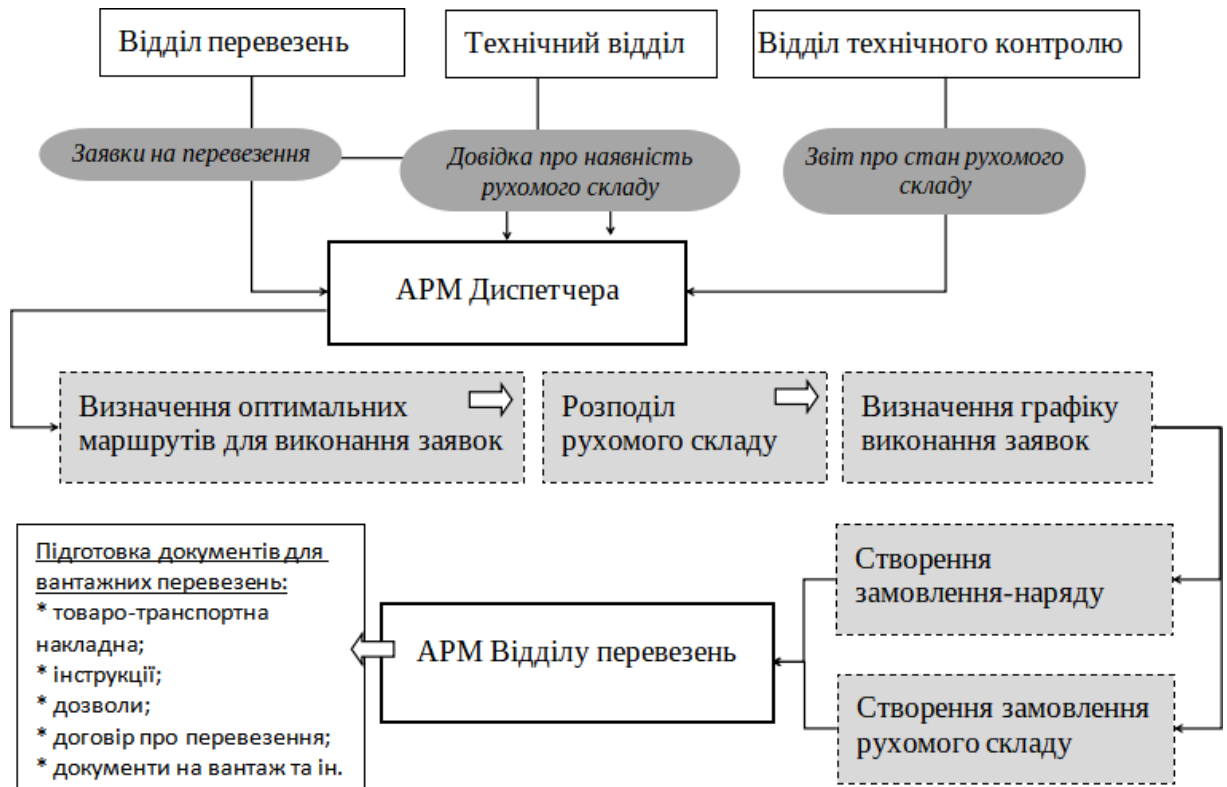 Відділ перевезень
Технічний відділ
Відділ технічного контролю
Заявки на перевезення
Довідка про наявність
рухомого складу
Звіт про стан рухомого
складу
АРМ Диспетчера
Визначення оптимальних
маршрутів для виконання заявок
Розподіл
рухомого складу
Визначення графіку
виконання заявок
Створення
замовлення-наряду
Створення замовлення
рухомого складу
АРМ Відділу перевезень
Підготовка документів для
вантажних перевезень:
* товаро-транспортна
накладна;
* інструкції;
* дозволи;
* договір про перевезення;
* документи на вантаж та ін.